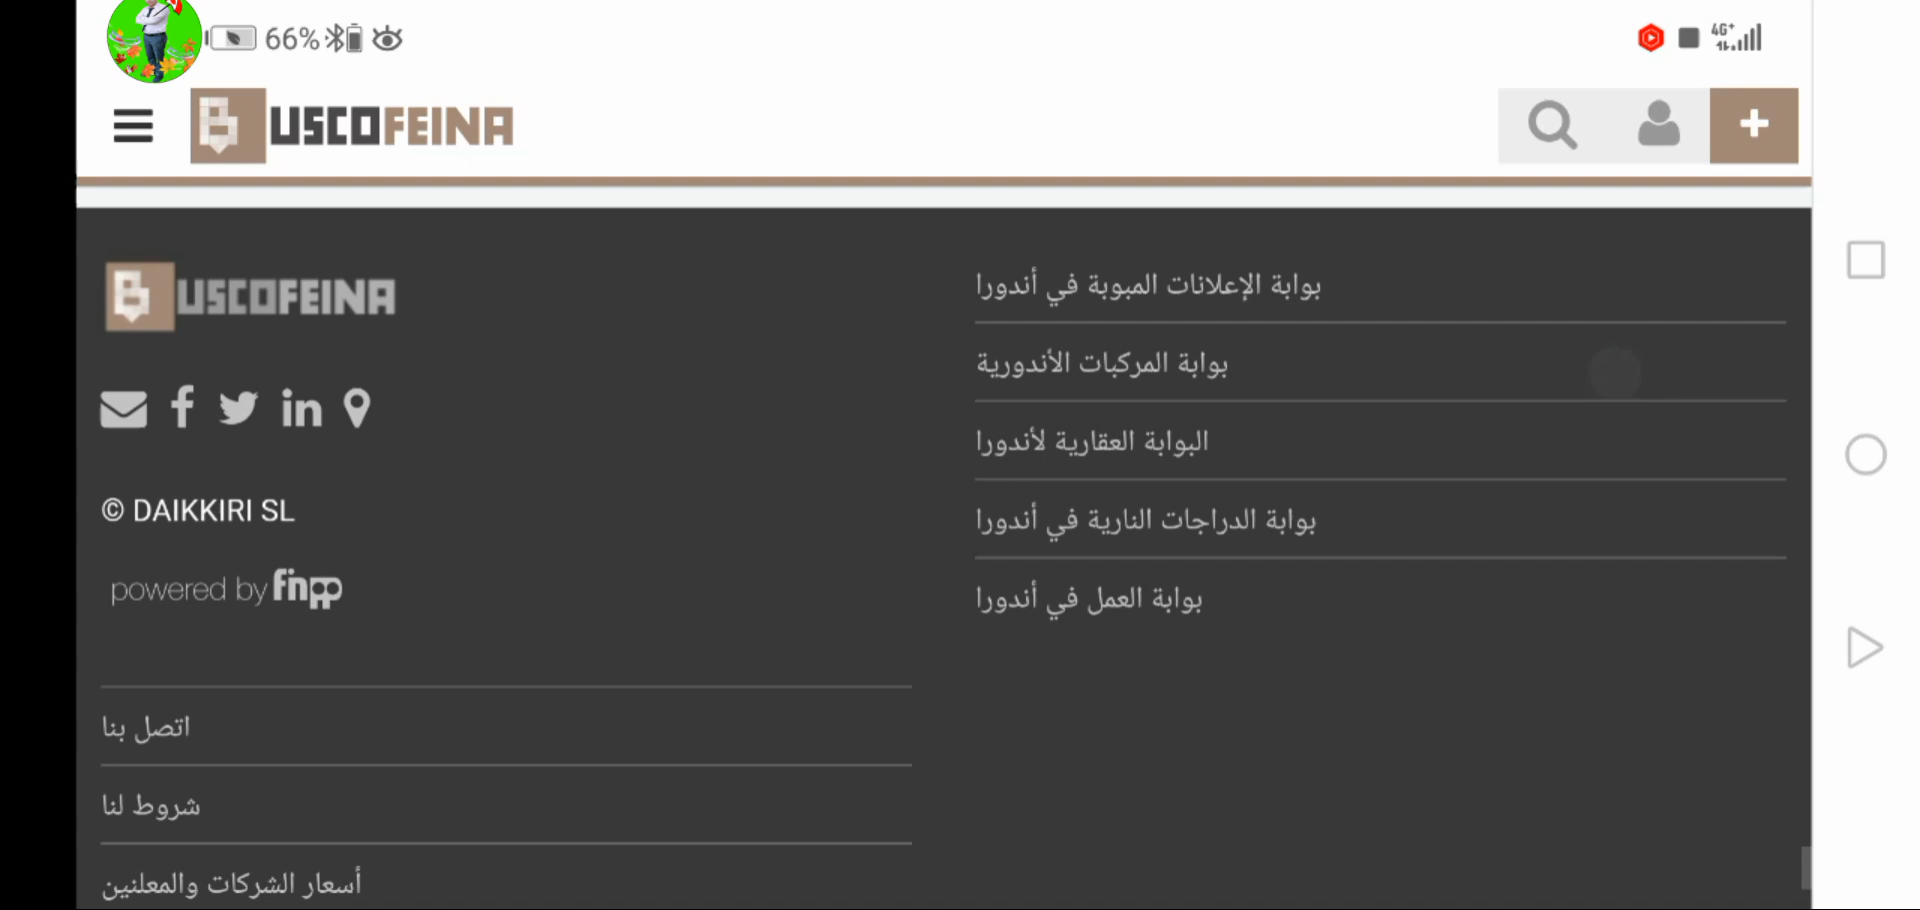 66%
4G+
BUSCOFEINA
BUSCOFEINA
© DAIKKIRI SL
powered by finpp
اتصل بنا
شروط لنا
أسعار الشركات والمعلنين
بوابة الإعلانات المبوبة في أندورا
بوابة المركبات الأندورية
البوابة العقارية لأندورا
بوابة الدراجات النارية في أندورا
بوابة العمل في أندورا